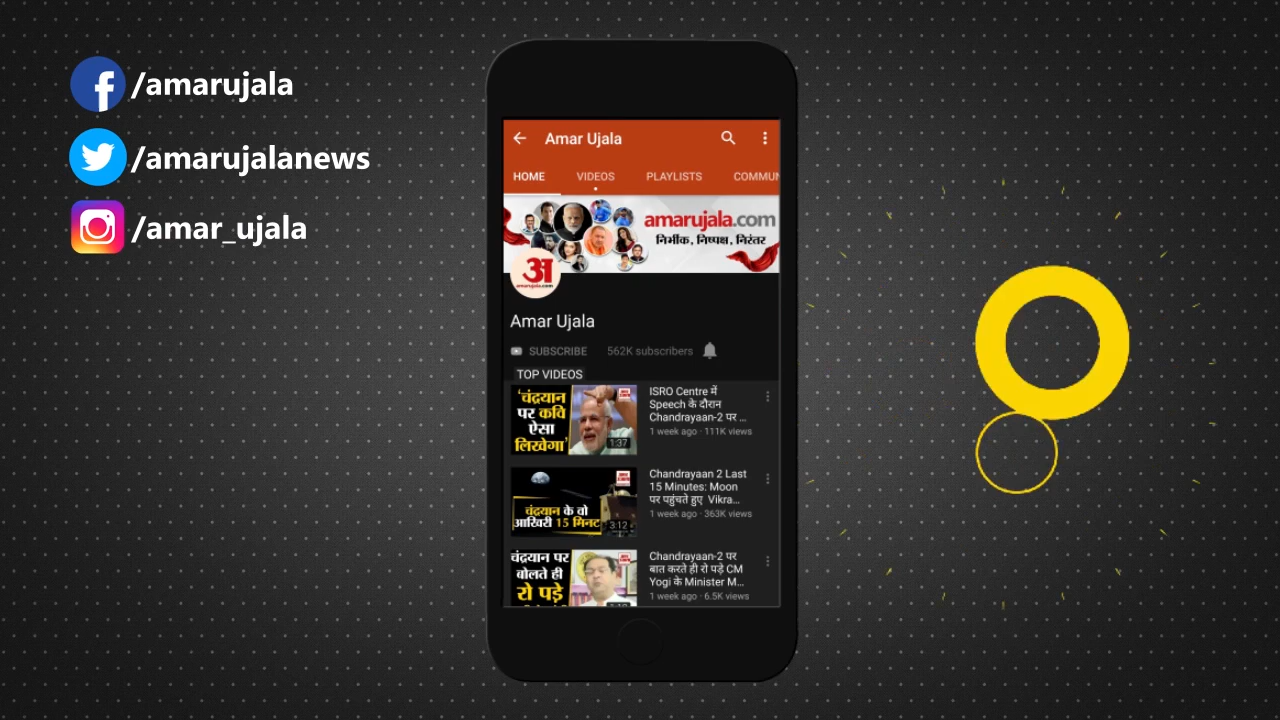 /amarujala
/amarujalanews
/amar_ujala
Amar Ujala
HOME VIDEOS PLAYLISTS COMMUN
amarujala.com
निर्भीक, निष्पक्ष, निरंतर
अ
amarujala.com
Amar Ujala
SUBSCRIBE 562K subscribers
TOP VIDEOS
'चंद्रयान
पर कवि
ऐसा
लिखेगा'
1:37
ISRO Centre में
Speech के दौरान
Chandrayaan-2 पर ...
1 week ago · 111K views
चंद्रयान के वो
आखिरी 15 मिनट
3:12
Chandrayaan 2 Last
15 Minutes: Moon
पर पहुंचते हुए Vikra...
1 week ago · 363K views
चंद्रयान पर
बोलते ही
रो पड़े
Chandrayaan-2 पर
बात करते ही रो पड़े CM
Yogi के Minister M...
1 week ago · 6.5K views